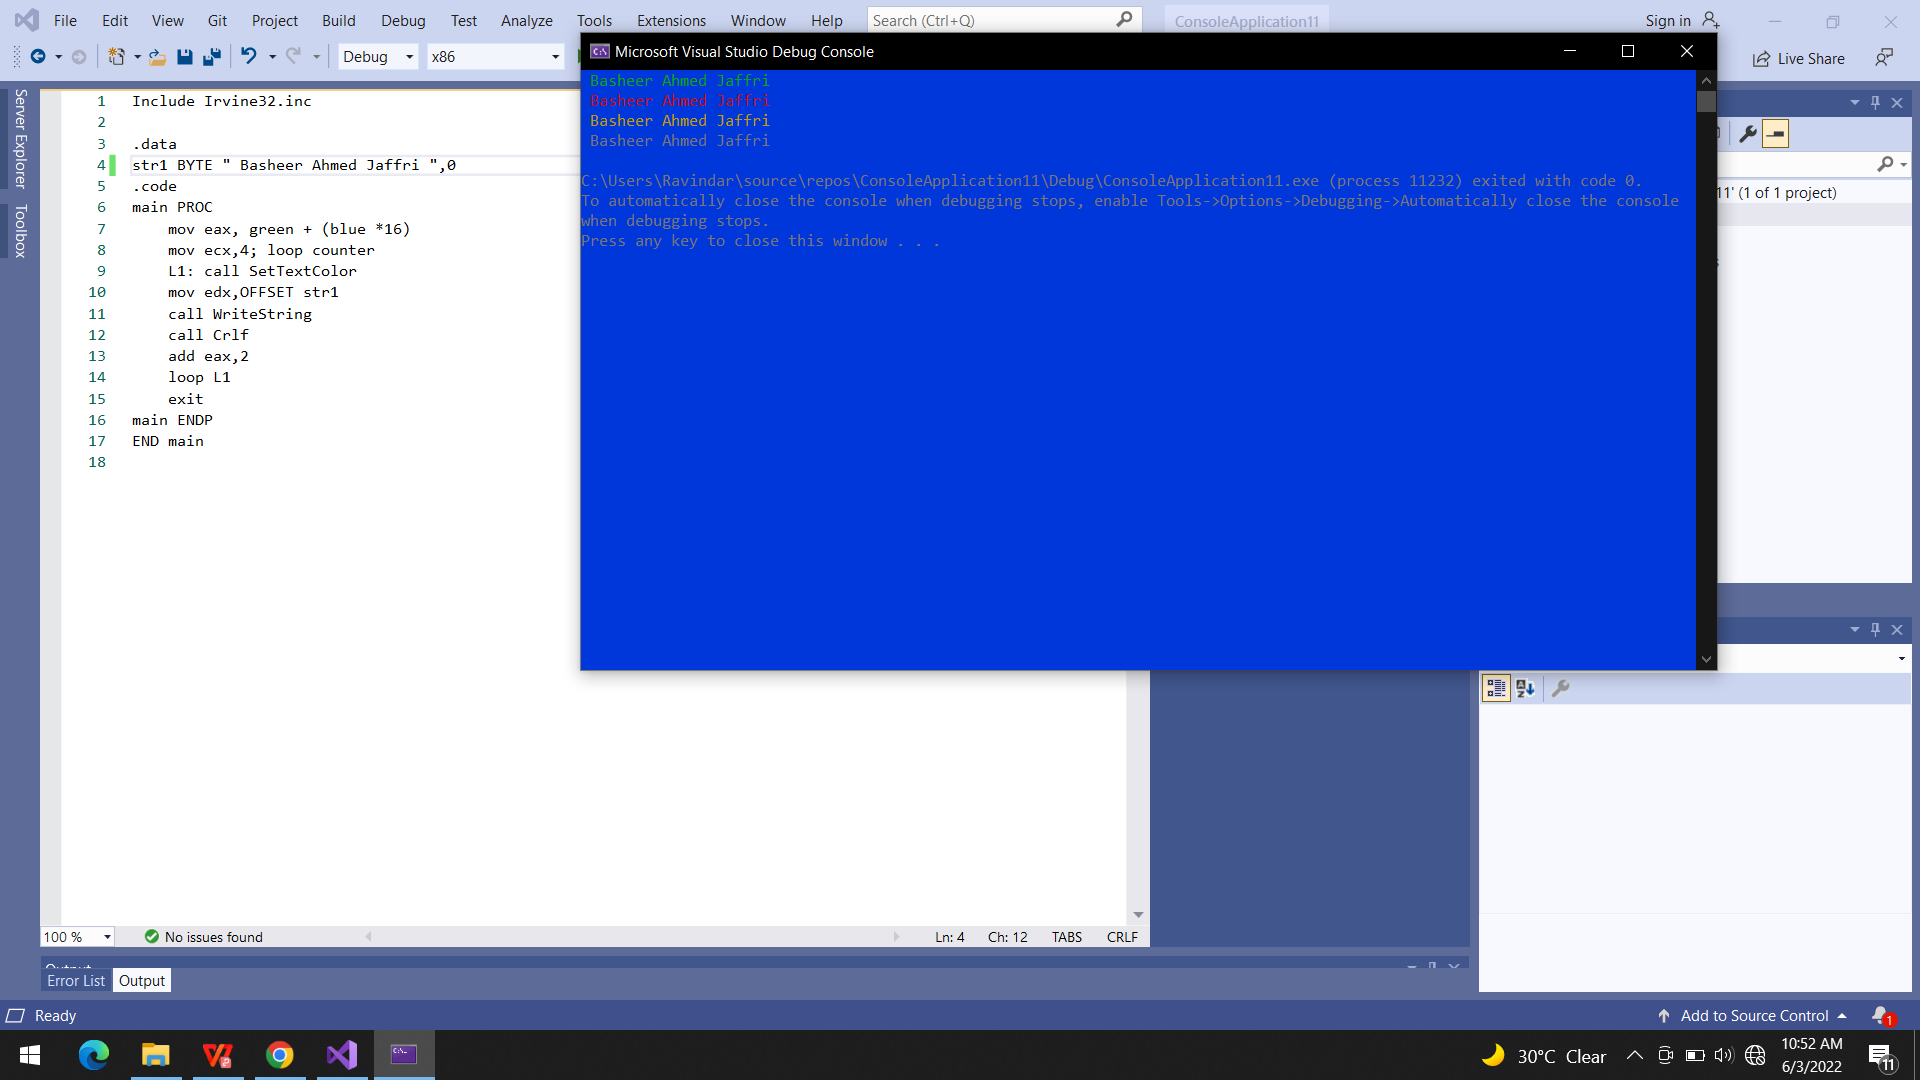 File Edit View Git Project Build Debug Test Analyze Tools Extensions Window Help Search (Ctrl+Q) ConsoleApplication11 Sign in
Debug x86 Live Share
Microsoft Visual Studio Debug Console
Server Explorer
Toolbox
1 Include Irvine32.inc
2
3 .data
4 str1 BYTE " Basheer Ahmed Jaffri ",0
5 .code
6 main PROC
7 mov eax, green + (blue *16)
8 mov ecx,4; loop counter
9 L1: call SetTextColor
10 mov edx,OFFSET str1
11 call WriteString
12 call Crlf
13 add eax,2
14 loop L1
15 exit
16 main ENDP
17 END main
18
Basheer Ahmed Jaffri
Basheer Ahmed Jaffri
Basheer Ahmed Jaffri
Basheer Ahmed Jaffri
C:\Users\Ravindar\source\repos\ConsoleApplication11\Debug\ConsoleApplication11.exe (process 11232) exited with code 0.
To automatically close the console when debugging stops, enable Tools->Options->Debugging->Automatically close the console
when debugging stops.
Press any key to close this window . . .
11' (1 of 1 project)
100 % No issues found Ln: 4 Ch: 12 TABS CRLF
Output
Error List Output
Ready Add to Source Control 1
30°C Clear 10:52 AM
6/3/2022 11